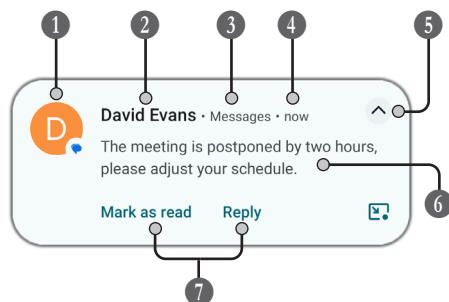 1 2 3 4 5
D
David Evans • Messages • now
The meeting is postponed by two hours,
please adjust your schedule.
6
Mark as read Reply
7